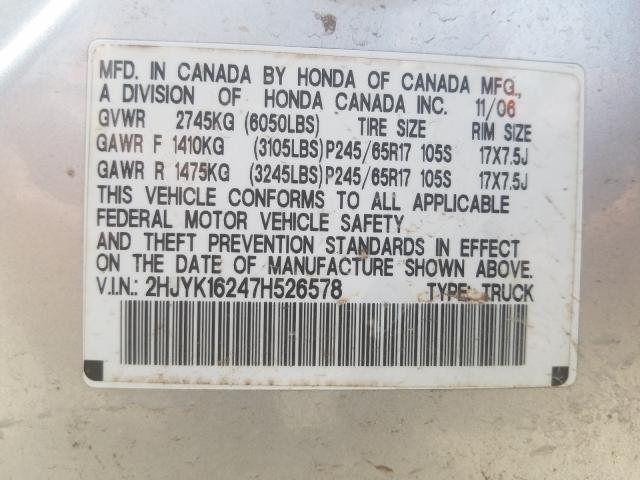 MFD. IN CANADA BY HONDA OF CANADA MFG.,
A DIVISION OF HONDA CANADA INC. 11/06
GVWR 2745KG (6050LBS) TIRE SIZE RIM SIZE
GAWR F 1410KG (3105LBS) P245/65R17 105S 17X7.5J
GAWR R 1475KG (3245LBS) P245/65R17 105S 17X7.5J
THIS VEHICLE CONFORMS TO ALL APPLICABLE
FEDERAL MOTOR VEHICLE SAFETY
AND THEFT PREVENTION STANDARDS IN EFFECT
ON THE DATE OF MANUFACTURE SHOWN ABOVE.
V.I.N.: 2HJYK16247H526578 TYPE: TRUCK